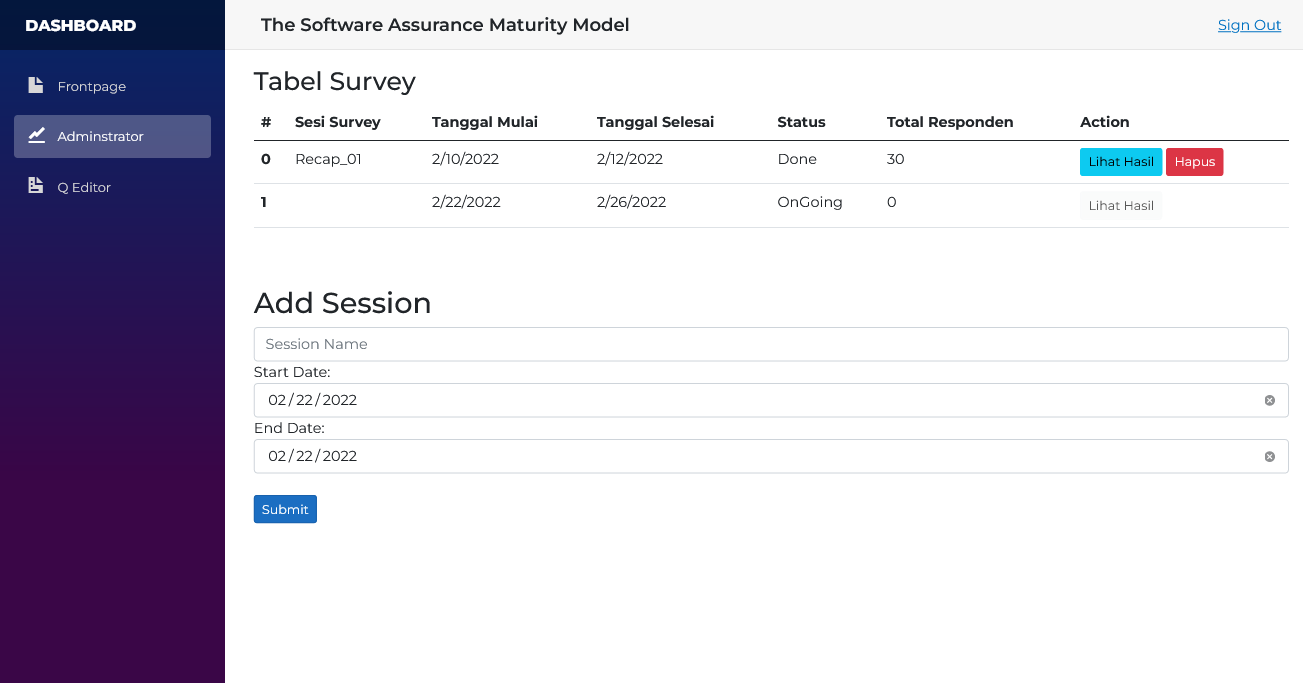 DASHBOARD
The Software Assurance Maturity Model
Sign Out
Frontpage
Adminstrator
Q Editor
Tabel Survey
# Sesi Survey Tanggal Mulai Tanggal Selesai Status Total Responden Action
0 Recap_01 2/10/2022 2/12/2022 Done 30 Lihat Hasil Hapus
1 2/22/2022 2/26/2022 OnGoing 0 Lihat Hasil
Add Session
Session Name
Start Date:
02/22/2022
End Date:
02/22/2022
Submit